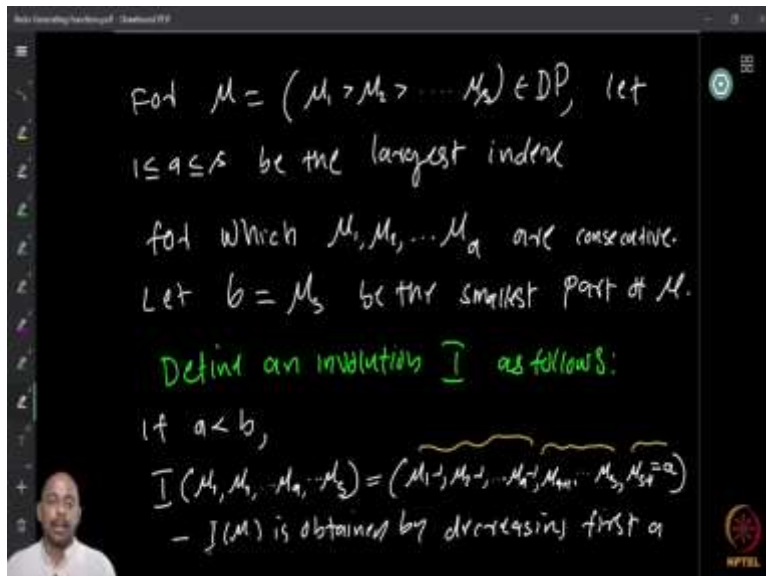 For μ = (μ₁ > μ₂ > ···· μₛ) ∈ DP, let
1 ≤ a ≤ s be the largest index
for which μ₁, μ₂, ... μₐ are consecutive.
Let b = μₛ be the smallest part of μ.
Define an involution I as follows:
if a < b,
I(μ₁, μ₂, ..μₐ, ..μₛ) = (μ₁-1, μ₂-1, ...μₐ-1, μₐ₊₁, ... μₛ, μₛ₊₁=a)
- I(μ) is obtained by decreasing first a
NPTEL